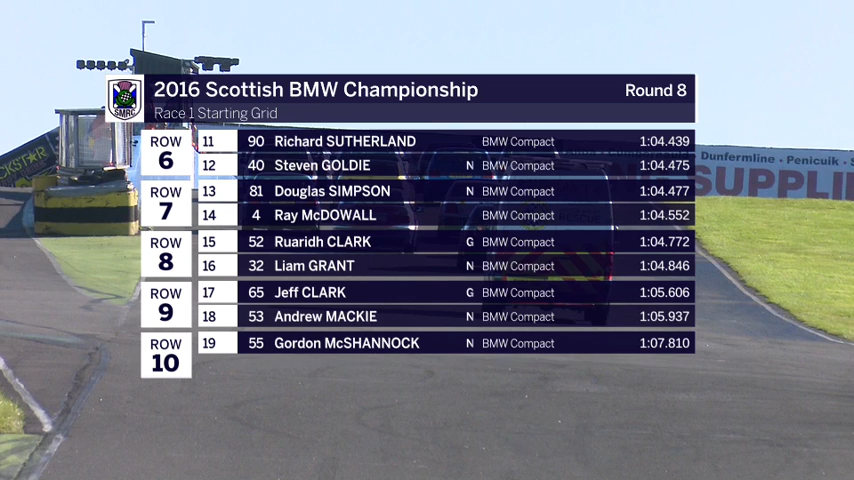 2016 Scottish BMW Championship Round 8
SMRC
Race 1 Starting Grid
ROW 6
11 90 Richard SUTHERLAND BMW Compact 1:04.439
12 40 Steven GOLDIE N BMW Compact 1:04.475
ROW 7
13 81 Douglas SIMPSON N BMW Compact 1:04.477
14 4 Ray McDOWALL BMW Compact 1:04.552
ROW 8
15 52 Ruaridh CLARK G BMW Compact 1:04.772
16 32 Liam GRANT N BMW Compact 1:04.846
ROW 9
17 65 Jeff CLARK G BMW Compact 1:05.606
18 53 Andrew MACKIE N BMW Compact 1:05.937
ROW 10
19 55 Gordon McSHANNOCK N BMW Compact 1:07.810
Dunfermline - Penicuik - S
SUPPLI
CKSTAR